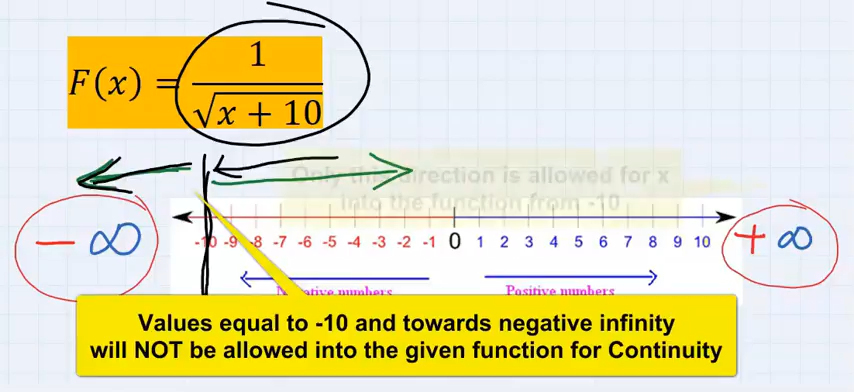 F(x) = 1/√(x + 10)
Only this direction is allowed for x
into the function from -10
− ∞
-10 -9 -8 -7 -6 -5 -4 -3 -2 -1 0 1 2 3 4 5 6 7 8 9 10
+ ∞
Negative numbers Positive numbers
Values equal to -10 and towards negative infinity
will NOT be allowed into the given function for Continuity